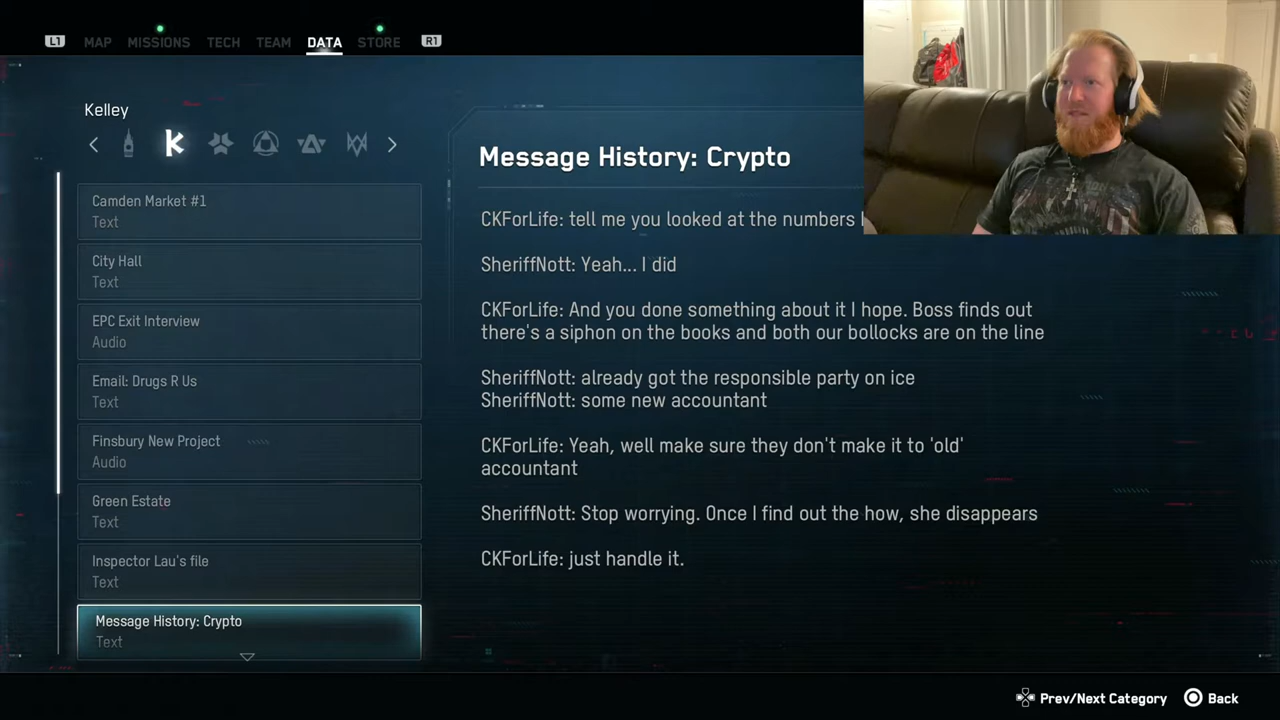 L1 MAP MISSIONS TECH TEAM DATA STORE R1
Kelley
Camden Market #1
Text
City Hall
Text
EPC Exit Interview
Audio
Email: Drugs R Us
Text
Finsbury New Project
Audio
Green Estate
Text
Inspector Lau's file
Text
Message History: Crypto
Text
Message History: Crypto
CKForLife: tell me you looked at the numbers
SheriffNott: Yeah... I did
CKForLife: And you done something about it I hope. Boss finds out
there's a siphon on the books and both our bollocks are on the line
SheriffNott: already got the responsible party on ice
SheriffNott: some new accountant
CKForLife: Yeah, well make sure they don't make it to 'old'
accountant
SheriffNott: Stop worrying. Once I find out the how, she disappears
CKForLife: just handle it.
Prev/Next Category Back